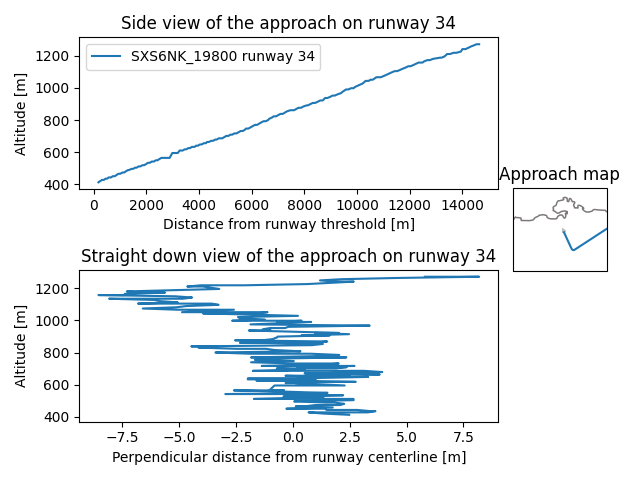 Side view of the approach on runway 34
1200
1000
800
600
400
Altitude [m]
SXS6NK_19800 runway 34
0 2000 4000 6000 8000 10000 12000 14000
Distance from runway threshold [m]
Approach map
Straight down view of the approach on runway 34
1200
1000
800
600
400
Altitude [m]
−7.5 −5.0 −2.5 0.0 2.5 5.0 7.5
Perpendicular distance from runway centerline [m]